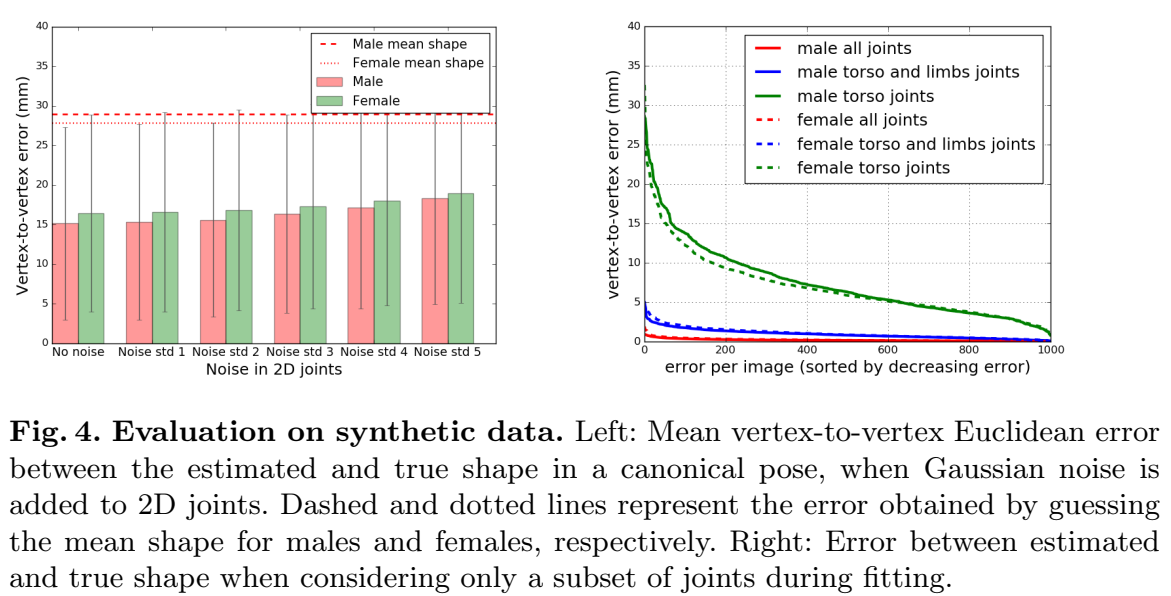 40
35
30
25
20
15
10
5
0
Vertex-to-vertex error (mm)
Male mean shape
Female mean shape
Male
Female
No noise Noise std 1 Noise std 2 Noise std 3 Noise std 4 Noise std 5
Noise in 2D joints
40
35
30
25
20
15
10
5
0
vertex-to-vertex error (mm)
male all joints
male torso and limbs joints
male torso joints
female all joints
female torso and limbs joints
female torso joints
0 200 400 600 800 1000
error per image (sorted by decreasing error)
Fig. 4. Evaluation on synthetic data. Left: Mean vertex-to-vertex Euclidean error
between the estimated and true shape in a canonical pose, when Gaussian noise is
added to 2D joints. Dashed and dotted lines represent the error obtained by guessing
the mean shape for males and females, respectively. Right: Error between estimated
and true shape when considering only a subset of joints during fitting.